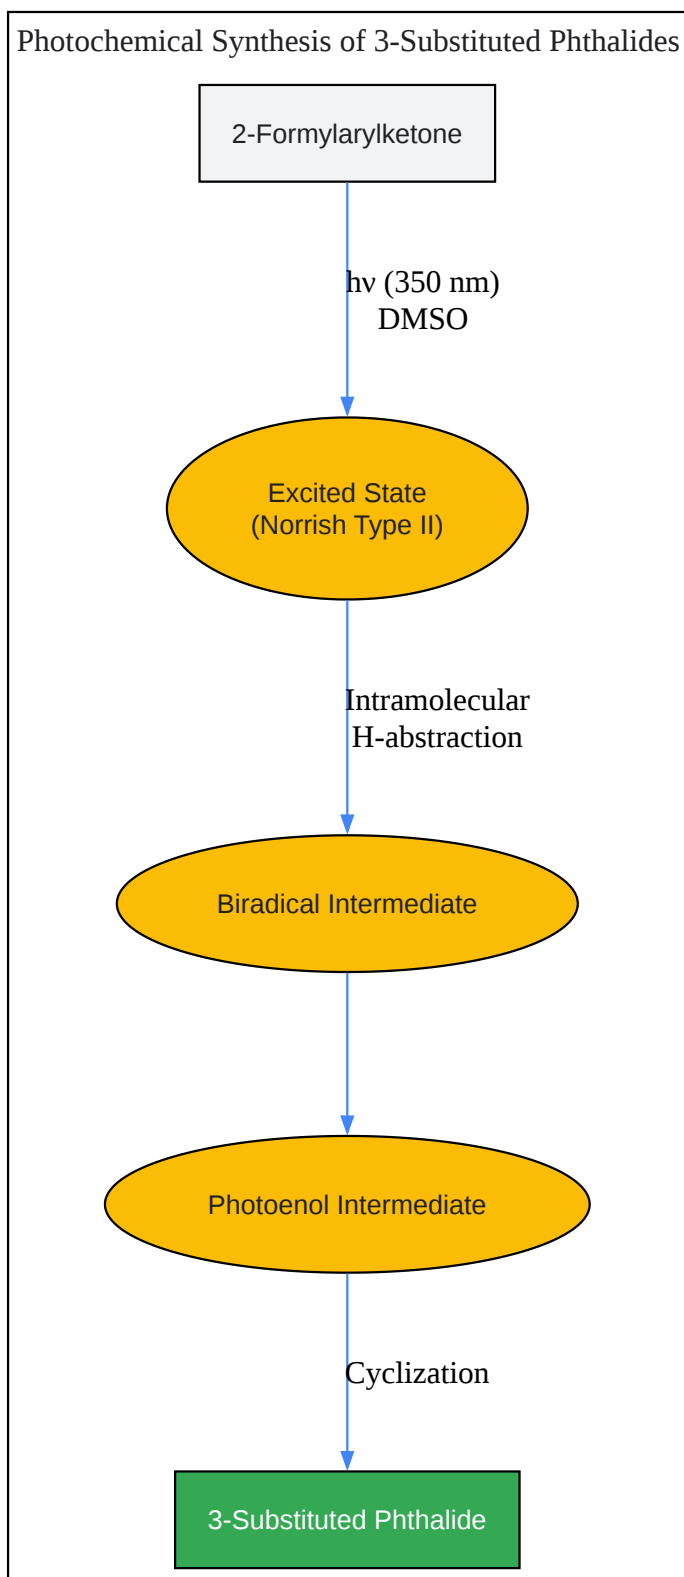 Photochemical Synthesis of 3-Substituted Phthalides
2-Formylarylketone
hν (350 nm)
DMSO
Excited State
(Norrish Type II)
Intramolecular
H-abstraction
Biradical Intermediate
Photoenol Intermediate
Cyclization
3-Substituted Phthalide